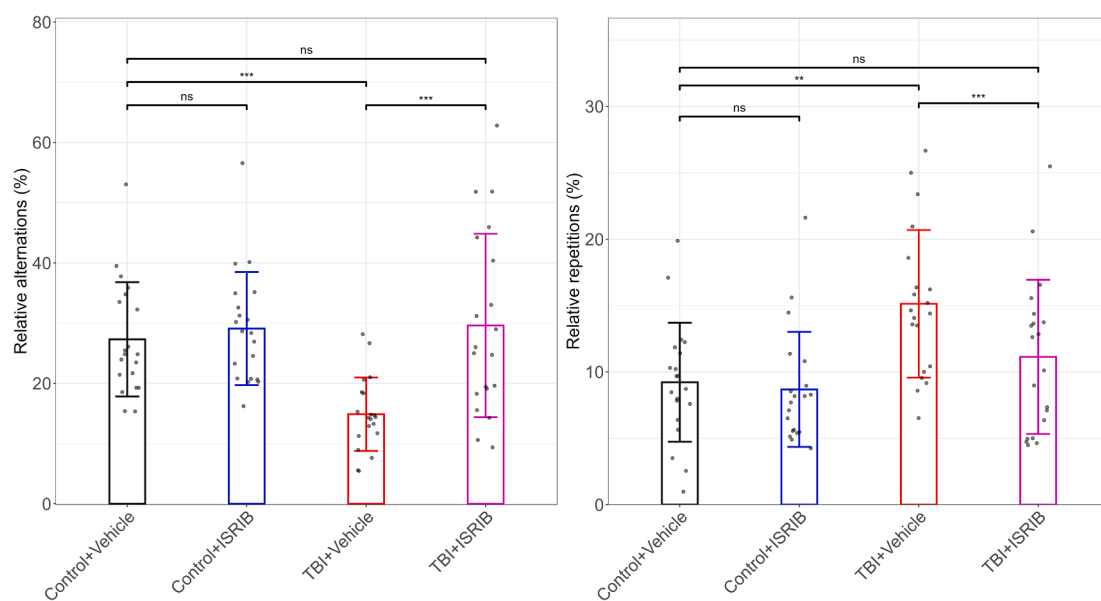 Relative alternations (%)
80
60
40
20
0
ns
***
ns
***
Control+Vehicle
Control+ISRIB
TBI+Vehicle
TBI+ISRIB
Relative repetitions (%)
30
20
10
0
ns
**
ns
***
Control+Vehicle
Control+ISRIB
TBI+Vehicle
TBI+ISRIB